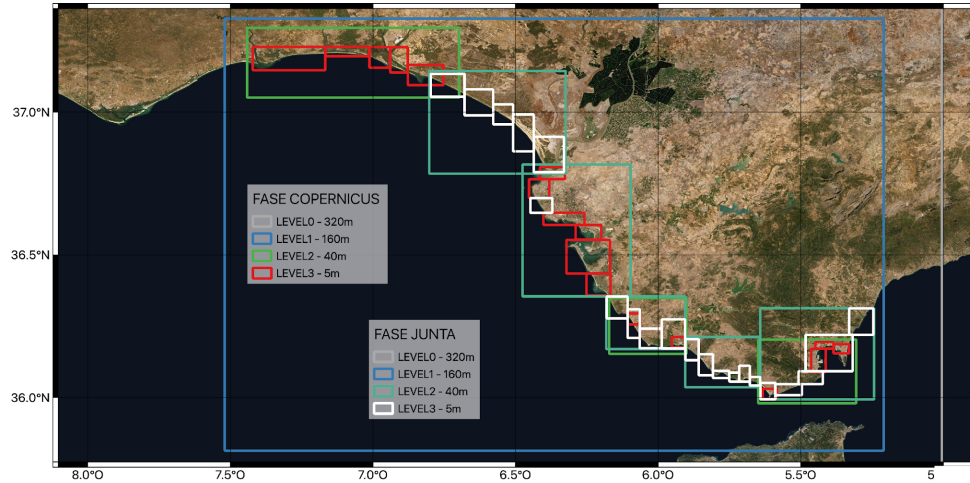 37.0°N
36.5°N
36.0°N
FASE COPERNICUS
LEVEL0 - 320m
LEVEL1 - 160m
LEVEL2 - 40m
LEVEL3 - 5m
FASE JUNTA
LEVEL0 - 320m
LEVEL1 - 160m
LEVEL2 - 40m
LEVEL3 - 5m
8.0°O 7.5°O 7.0°O 6.5°O 6.0°O 5.5°O 5